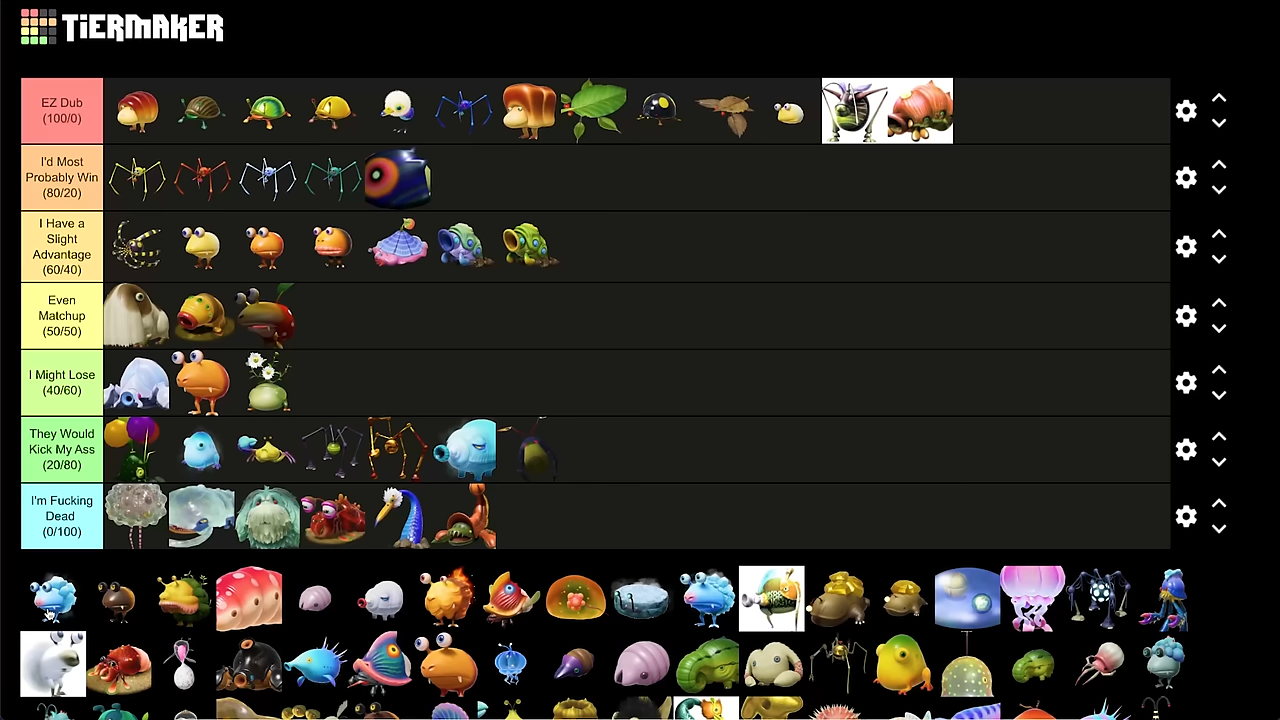 TiERMAKER
EZ Dub
(100/0)
I'd Most
Probably Win
(80/20)
I Have a
Slight
Advantage
(60/40)
Even
Matchup
(50/50)
I Might Lose
(40/60)
They Would
Kick My Ass
(20/80)
I'm Fucking
Dead
(0/100)